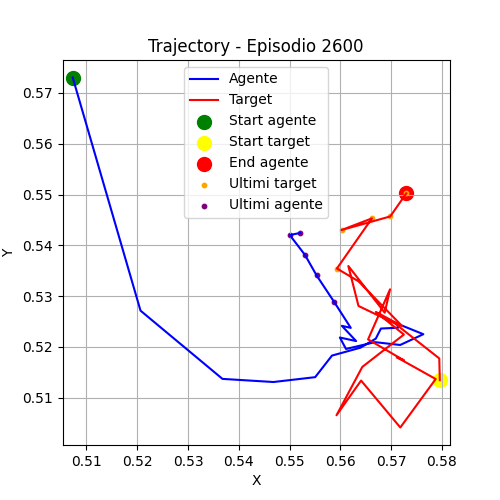 Trajectory - Episodio 2600
Agente
Target
Start agente
Start target
End agente
Ultimi target
Ultimi agente
Y
0.57
0.56
0.55
0.54
0.53
0.52
0.51
0.51 0.52 0.53 0.54 0.55 0.56 0.57 0.58
X